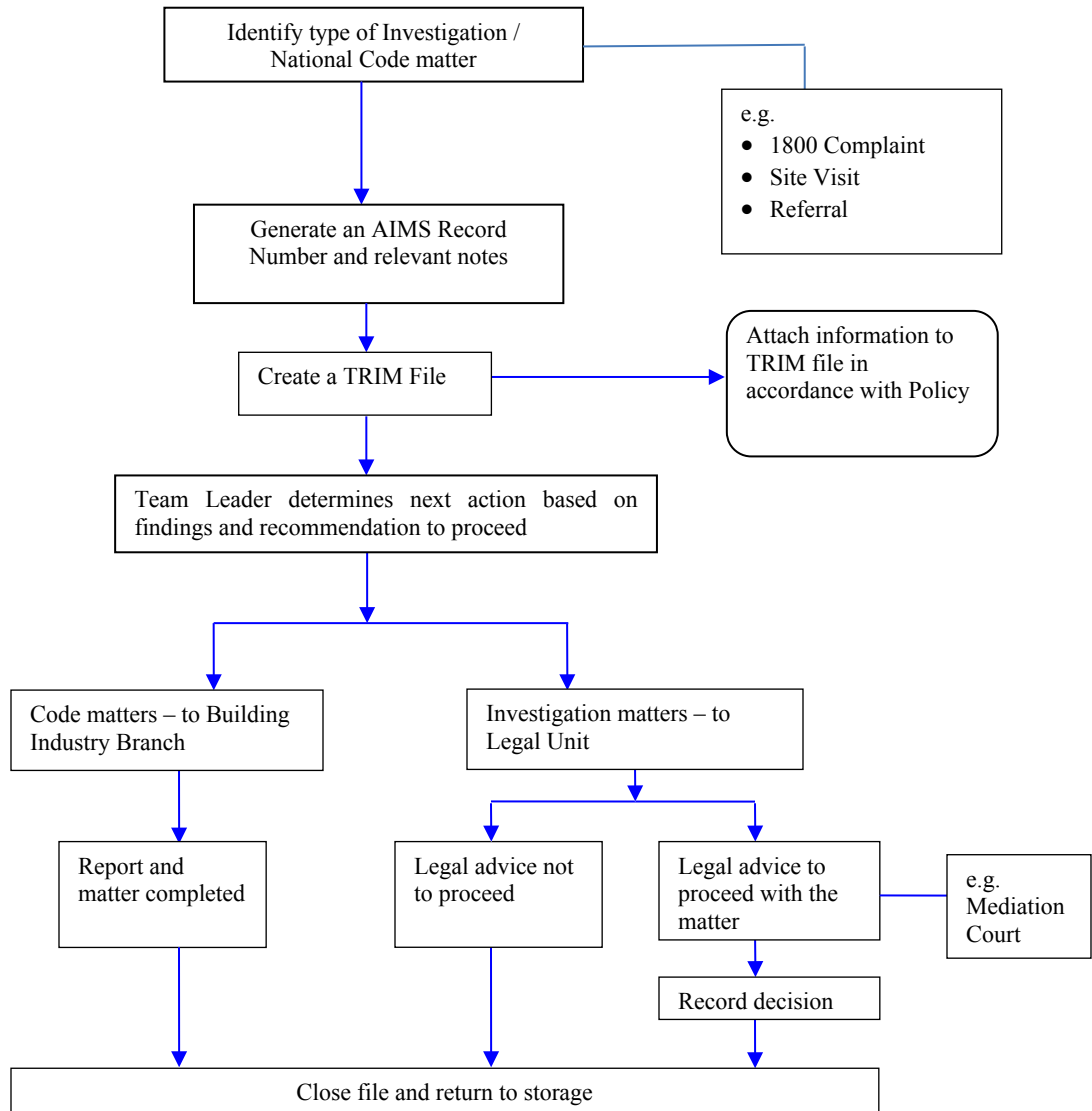 Identify type of Investigation /
National Code matter
e.g.
• 1800 Complaint
• Site Visit
• Referral
Generate an AIMS Record
Number and relevant notes
Attach information to
TRIM file in
accordance with Policy
Create a TRIM File
Team Leader determines next action based on
findings and recommendation to proceed
Code matters – to Building
Industry Branch
Investigation matters – to
Legal Unit
Report and
matter completed
Legal advice not
to proceed
Legal advice to
proceed with the
matter
e.g.
Mediation
Court
Record decision
Close file and return to storage